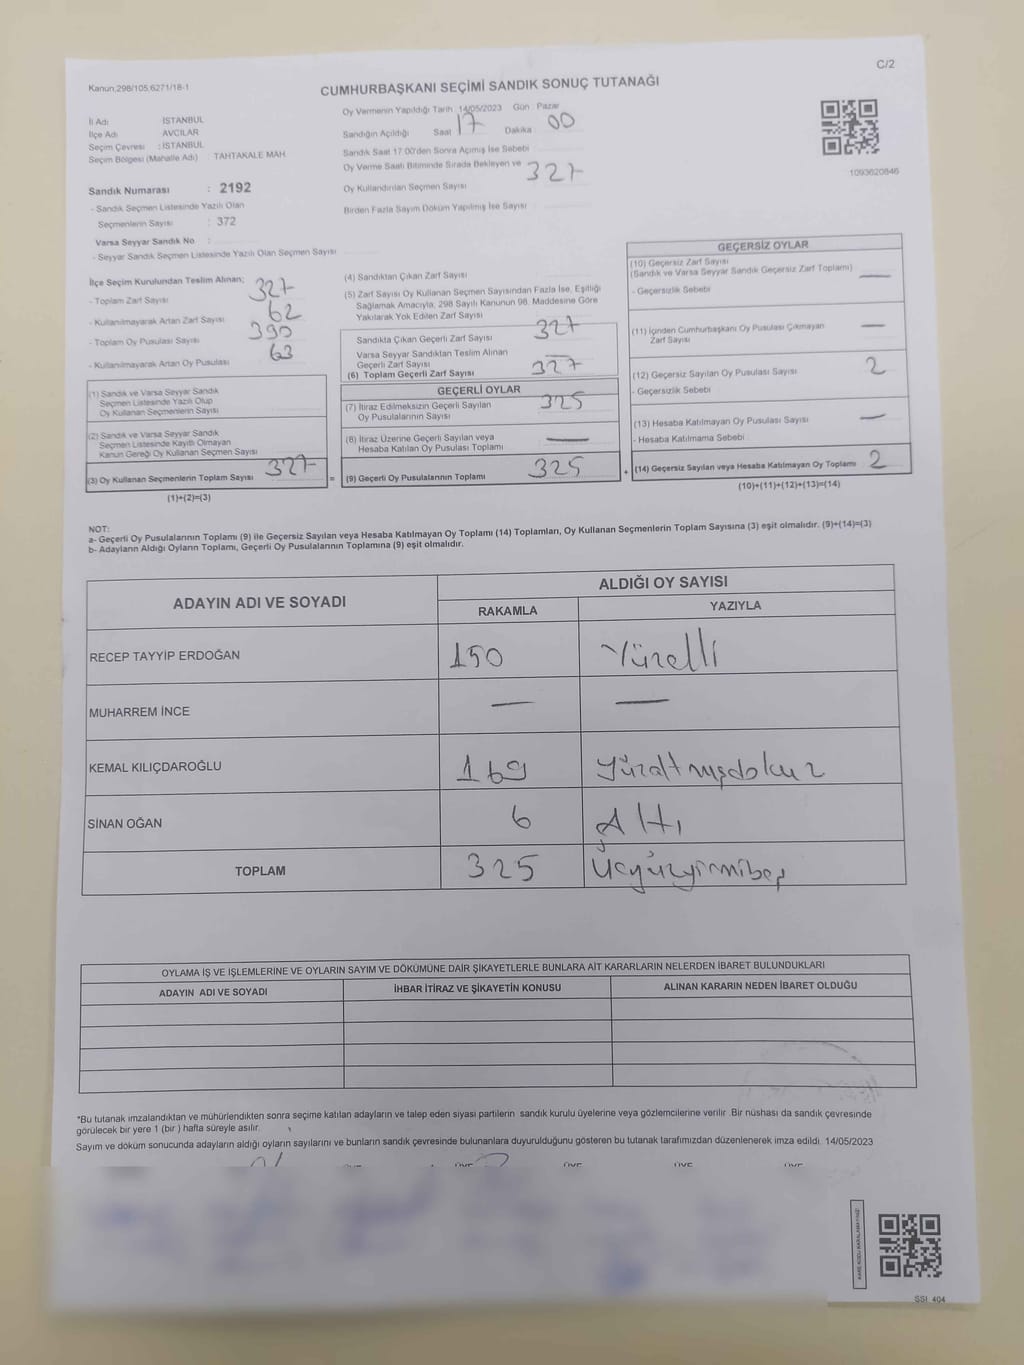 C/2
Kanun,298/105,6271/18-1
CUMHURBAŞKANI SEÇİMİ SANDIK SONUÇ TUTANAĞI
İl Adı İSTANBUL
İlçe Adı AVCILAR
Seçim Çevresi : İSTANBUL
Seçim Bölgesi (Mahalle Adı) TAHTAKALE MAH.
Sandık Numarası : 2192
- Sandık Seçmen Listesinde Yazılı Olan
Seçmenlerin Sayısı : 372
Varsa Seyyar Sandık No :
- Seyyar Sandık Seçmen Listesinde Yazılı Olan Seçmen Sayısı
Oy Vermenin Yapıldığı Tarih 14/05/2023 Gün Pazar
Sandığın Açıldığı Saat 17 Dakika 00
Sandık Saat 17:00'den Sonra Açımış İse Sebebi
Oy Verme Saati Bitiminde Sırada Bekleyen ve
Oy Kullandırılan Seçmen Sayısı 327
Birden Fazla Sayım Döküm Yapılmış İse Sayısı
1093620846
İlçe Seçim Kurulundan Teslim Alınan;
- Toplam Zarf Sayısı 327
- Kullanılmayarak Artan Zarf Sayısı 62
- Toplam Oy Pusulası Sayısı 390
- Kullanılmayarak Artan Oy Pusulası 63
(1) Sandık ve Varsa Seyyar Sandık
Seçmen Listesinde Yazılı Olup
Oy Kullanan Seçmenlerin Sayısı
(2) Sandık ve Varsa Seyyar Sandık
Seçmen Listesinde Kayıtlı Olmayan
Kanun Gereği Oy Kullanan Seçmen Sayısı
(3) Oy Kullanan Seçmenlerin Toplam Sayısı 327
(1)+(2)=(3)
(4) Sandıktan Çıkan Zarf Sayısı
(5) Zarf Sayısı Oy Kullanan Seçmen Sayısından Fazla İse, Eşitliği
Sağlamak Amacıyla, 298 Sayılı Kanunun 98. Maddesine Göre
Yakılarak Yok Edilen Zarf Sayısı
Sandıkta Çıkan Geçerli Zarf Sayısı 327
Varsa Seyyar Sandıktan Teslim Alınan
Geçerli Zarf Sayısı —
(6) Toplam Geçerli Zarf Sayısı 327
GEÇERLİ OYLAR
(7) İtiraz Edilmeksizin Geçerli Sayılan
Oy Pusulalarının Sayısı 325
(8) İtiraz Üzerine Geçerli Sayılan veya
Hesaba Katılan Oy Pusulası Toplamı —
= (9) Geçerli Oy Pusulalarının Toplamı 325
GEÇERSİZ OYLAR
(10) Geçersiz Zarf Sayısı
(Sandık ve Varsa Seyyar Sandık Geçersiz Zarf Toplamı) —
- Geçersizlik Sebebi
(11) İçinden Cumhurbaşkanı Oy Pusulası Çıkmayan
Zarf Sayısı —
(12) Geçersiz Sayılan Oy Pusulası Sayısı 2
- Geçersizlik Sebebi
(13) Hesaba Katılmayan Oy Pusulası Sayısı —
- Hesaba Katılmama Sebebi
+ (14) Geçersiz Sayılan veya Hesaba Katılmayan Oy Toplamı 2
(10)+(11)+(12)+(13)=(14)
NOT:
a- Geçerli Oy Pusulalarının Toplamı (9) ile Geçersiz Sayılan veya Hesaba Katılmayan Oy Toplamı (14) Toplamları, Oy Kullanan Seçmenlerin Toplam Sayısına (3) eşit olmalıdır. (9)+(14)=(3)
b- Adayların Aldığı Oyların Toplamı, Geçerli Oy Pusulalarının Toplamına (9) eşit olmalıdır.
ADAYIN ADI VE SOYADI ALDIĞI OY SAYISI
RAKAMLA YAZIYLA
RECEP TAYYİP ERDOĞAN 150 Yüzelli
MUHARREM İNCE — —
KEMAL KILIÇDAROĞLU 169 Yüzaltmışdokuz
SİNAN OĞAN 6 Altı
TOPLAM 325 Üçyüzyirmibeş
OYLAMA İŞ VE İŞLEMLERİNE VE OYLARIN SAYIM VE DÖKÜMÜNE DAİR ŞİKAYETLERLE BUNLARA AİT KARARLARIN NELERDEN İBARET BULUNDUKLARI
ADAYIN ADI VE SOYADI İHBAR İTİRAZ VE ŞİKAYETİN KONUSU ALINAN KARARIN NEDEN İBARET OLDUĞU
*Bu tutanak imzalandıktan ve mühürlendikten sonra seçime katılan adayların ve talep eden siyasi partilerin sandık kurulu üyelerine veya gözlemcilerine verilir. Bir nüshası da sandık çevresinde
görülecek bir yere 1 (bir ) hafta süreyle asılır.
Sayım ve döküm sonucunda adayların aldığı oyların sayılarını ve bunların sandık çevresinde bulunanlara duyurulduğunu gösteren bu tutanak tarafımızdan düzenlenerek imza edildi. 14/05/2023
SSI 404